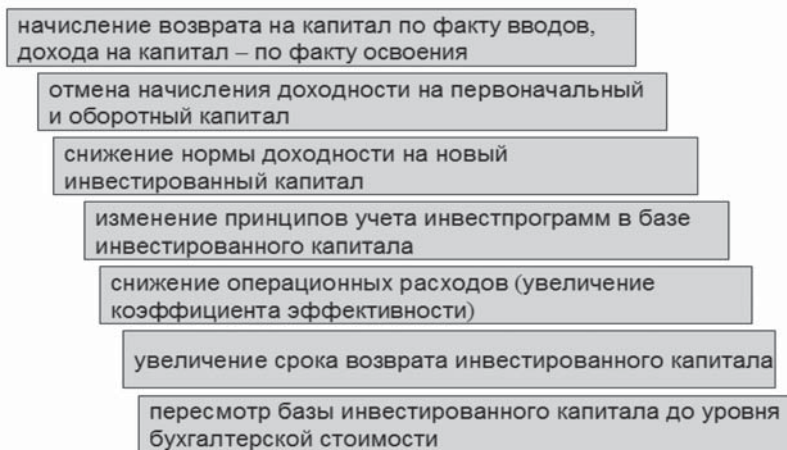 начисление возврата на капитал по факту вводов,
дохода на капитал – по факту освоения
отмена начисления доходности на первоначальный
и оборотный капитал
снижение нормы доходности на новый
инвестированный капитал
изменение принципов учета инвестпрограмм в базе
инвестированного капитала
снижение операционных расходов (увеличение
коэффициента эффективности)
увеличение срока возврата инвестированного капитала
пересмотр базы инвестированного капитала до уровня
бухгалтерской стоимости